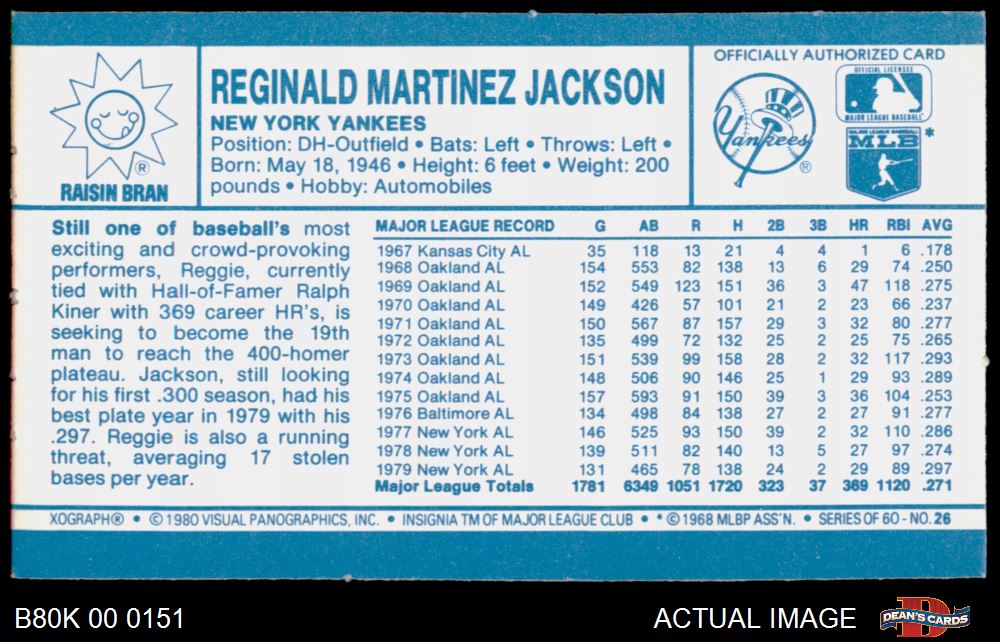 RAISIN BRAN
®
REGINALD MARTINEZ JACKSON
NEW YORK YANKEES
Position: DH-Outfield • Bats: Left • Throws: Left •
Born: May 18, 1946 • Height: 6 feet • Weight: 200
pounds • Hobby: Automobiles
OFFICIALLY AUTHORIZED CARD
Yankees
®
OFFICIAL LICENSEE
MAJOR LEAGUE BASEBALL
MAJOR LEAGUE BASEBALL
MLB *
Still one of baseball's most
exciting and crowd-provoking
performers, Reggie, currently
tied with Hall-of-Famer Ralph
Kiner with 369 career HR's, is
seeking to become the 19th
man to reach the 400-homer
plateau. Jackson, still looking
for his first .300 season, had his
best plate year in 1979 with his
.297. Reggie is also a running
threat, averaging 17 stolen
bases per year.
MAJOR LEAGUE RECORD G AB R H 2B 3B HR RBI AVG
1967 Kansas City AL 35 118 13 21 4 4 1 6 .178
1968 Oakland AL 154 553 82 138 13 6 29 74 .250
1969 Oakland AL 152 549 123 151 36 3 47 118 .275
1970 Oakland AL 149 426 57 101 21 2 23 66 .237
1971 Oakland AL 150 567 87 157 29 3 32 80 .277
1972 Oakland AL 135 499 72 132 25 2 25 75 .265
1973 Oakland AL 151 539 99 158 28 2 32 117 .293
1974 Oakland AL 148 506 90 146 25 1 29 93 .289
1975 Oakland AL 157 593 91 150 39 3 36 104 .253
1976 Baltimore AL 134 498 84 138 27 2 27 91 .277
1977 New York AL 146 525 93 150 39 2 32 110 .286
1978 New York AL 139 511 82 140 13 5 27 97 .274
1979 New York AL 131 465 78 138 24 2 29 89 .297
Major League Totals 1781 6349 1051 1720 323 37 369 1120 .271
XOGRAPH® • © 1980 VISUAL PANOGRAPHICS, INC. • INSIGNIA TM OF MAJOR LEAGUE CLUB • * © 1968 MLBP ASS'N. • SERIES OF 60 - NO. 26
B80K 00 0151
ACTUAL IMAGE
DEAN'S CARDS